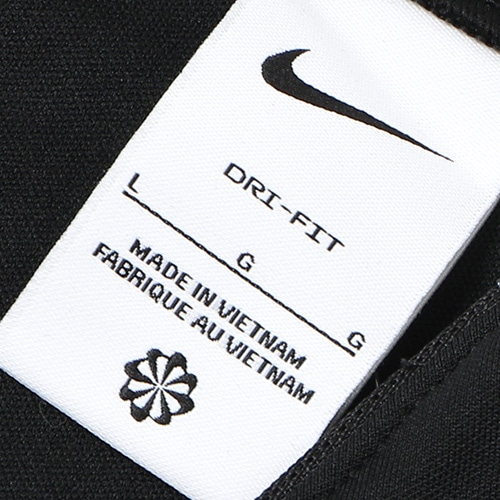 DRI-FIT
L G G
MADE IN VIETNAM
FABRIQUE AU VIETNAM